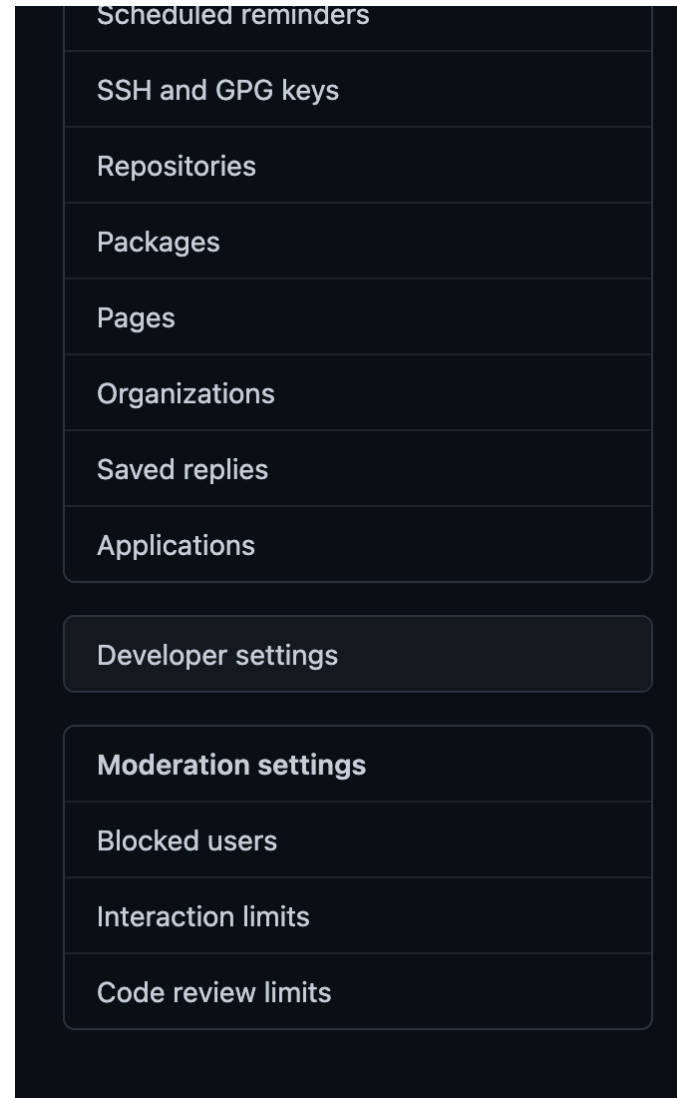 Scheduled reminders
SSH and GPG keys
Repositories
Packages
Pages
Organizations
Saved replies
Applications
Developer settings
Moderation settings
Blocked users
Interaction limits
Code review limits